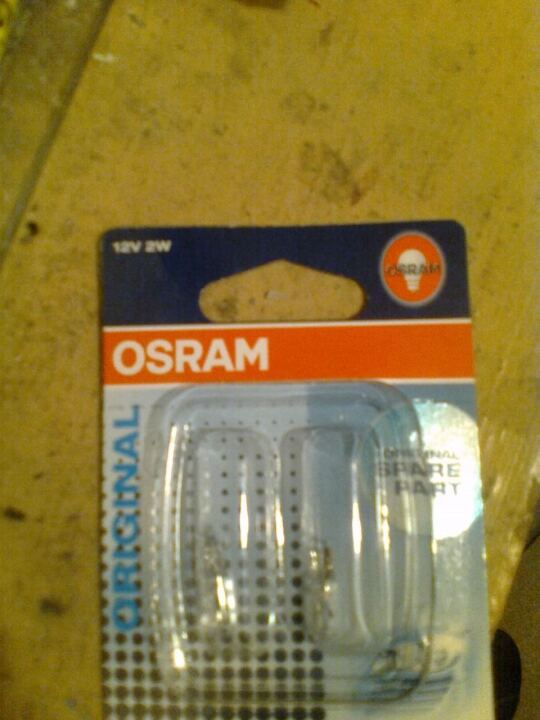 12V 2W
OSRAM
OSRAM
ORIGINAL
ORIGINAL
SPARE
PART